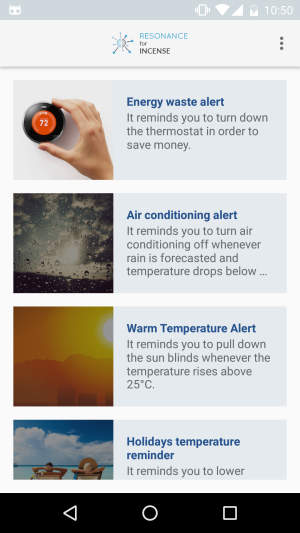 10:50
RESONANCE
for
INCENSE
Energy waste alert
It reminds you to turn down
the thermostat in order to
save money.
72
Air conditioning alert
It reminds you to turn air
conditioning off whenever
rain is forecasted and
temperature drops below ...
Warm Temperature Alert
It reminds you to pull down
the sun blinds whenever the
temperature rises above
25°C.
Holidays temperature
reminder
It reminds you to lower